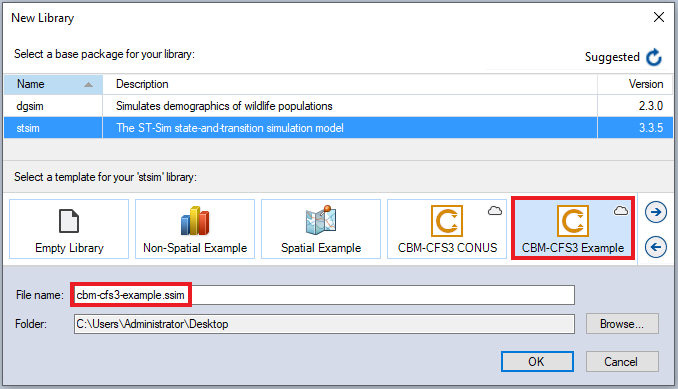 New Library
Select a base package for your library:
Suggested
Name Description Version
dgsim Simulates demographics of wildlife populations 2.3.0
stsim The ST-Sim state-and-transition simulation model 3.3.5
Select a template for your 'stsim' library:
Empty Library Non-Spatial Example Spatial Example CBM-CFS3 CONUS CBM-CFS3 Example
File name: cbm-cfs3-example.ssim
Folder: C:\Users\Administrator\Desktop Browse...
OK Cancel